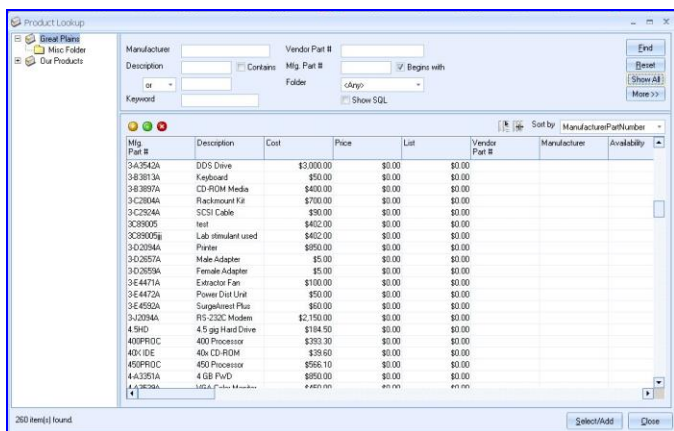 Product Lookup
Great Plains
Misc Folder
Our Products
Manufacturer
Vendor Part #
Find
Description
Contains
Mfg. Part #
Begins with
Reset
or
Folder
<Any>
Show All
Keyword
Show SQL
More >>
Sort by ManufacturerPartNumber
Mfg. Part # Description Cost Price List Vendor Part # Manufacturer Availability
3-A3542A DDS Drive $3,000.00 $0.00 $0.00
3-B3813A Keyboard $50.00 $0.00 $0.00
3-B3897A CD-ROM Media $400.00 $0.00 $0.00
3-C2804A Rackmount Kit $700.00 $0.00 $0.00
3-C2924A SCSI Cable $90.00 $0.00 $0.00
3C89005 test $402.00 $0.00 $0.00
3C89005jjj Lab stimulant used $402.00 $0.00 $0.00
3-D2094A Printer $850.00 $0.00 $0.00
3-D2657A Male Adapter $5.00 $0.00 $0.00
3-D2659A Female Adapter $5.00 $0.00 $0.00
3-E4471A Extractor Fan $100.00 $0.00 $0.00
3-E4472A Power Dist Unit $50.00 $0.00 $0.00
3-E4592A SurgeArrest Plus $60.00 $0.00 $0.00
3-J2094A RS-232C Modem $2,150.00 $0.00 $0.00
4.5HD 4.5 gig Hard Drive $184.50 $0.00 $0.00
400PROC 400 Processor $393.30 $0.00 $0.00
40X IDE 40x CD-ROM $39.60 $0.00 $0.00
450PROC 450 Processor $566.10 $0.00 $0.00
4-A3351A 4 GB FWD $850.00 $0.00 $0.00
4-A3539A VGA Color Monitor $450.00 $0.00 $0.00
260 item(s) found.
Select/Add
Close